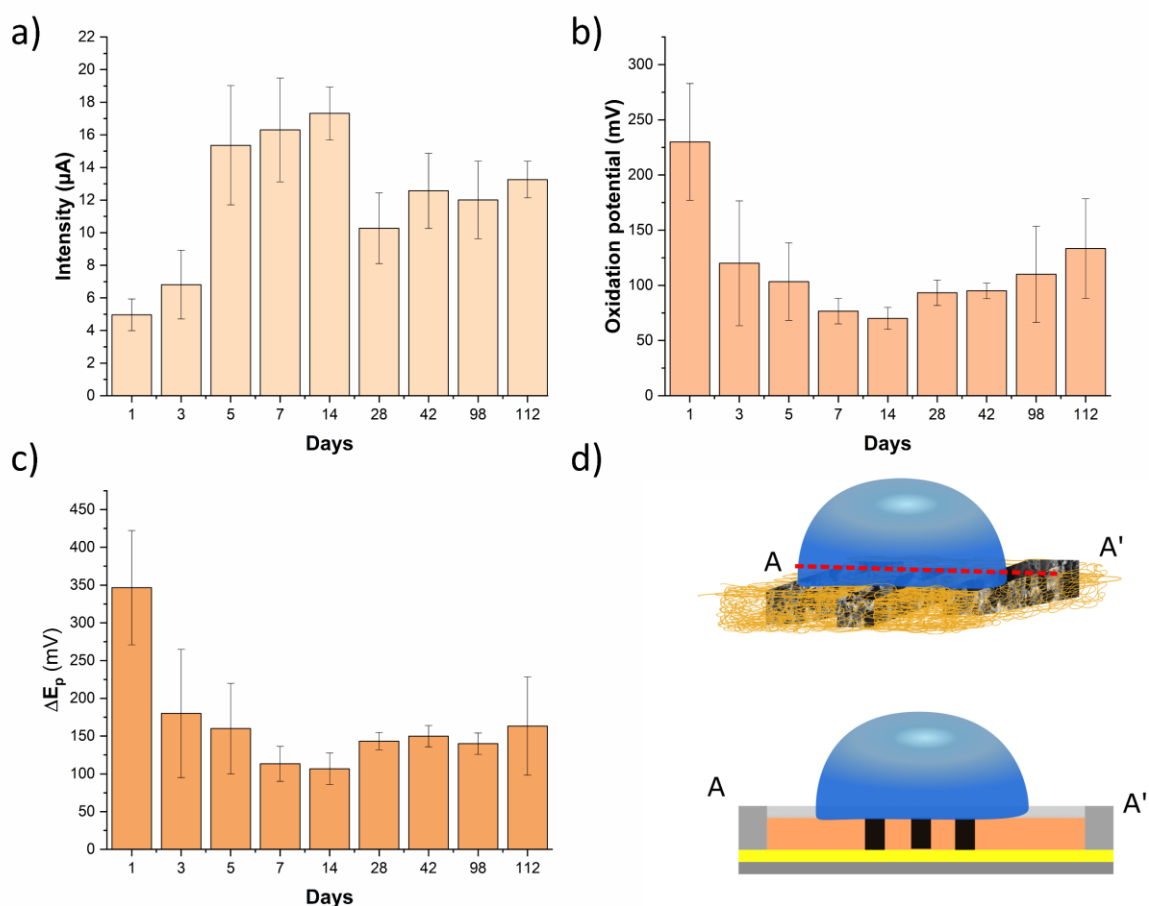 a)
Intensity (µA)
22
20
18
16
14
12
10
8
6
4
2
0
1 3 5 7 14 28 42 98 112
Days
b)
Oxidation potential (mV)
300
250
200
150
100
50
0
1 3 5 7 14 28 42 98 112
Days
c)
ΔEp (mV)
450
400
350
300
250
200
150
100
50
0
1 3 5 7 14 28 42 98 112
Days
d)
A A'
A A'